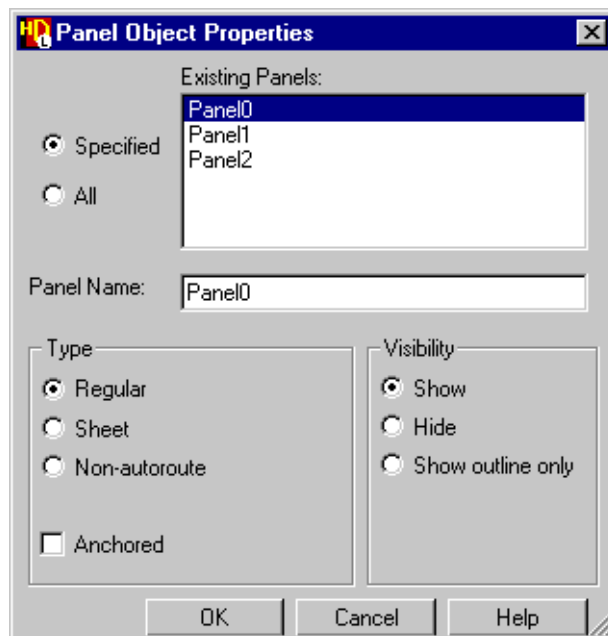 HDL Panel Object Properties
Existing Panels:
Panel0
Panel1
Panel2
Specified
All
Panel Name: Panel0
Type
Regular
Sheet
Non-autoroute
Anchored
Visibility
Show
Hide
Show outline only
OK Cancel Help